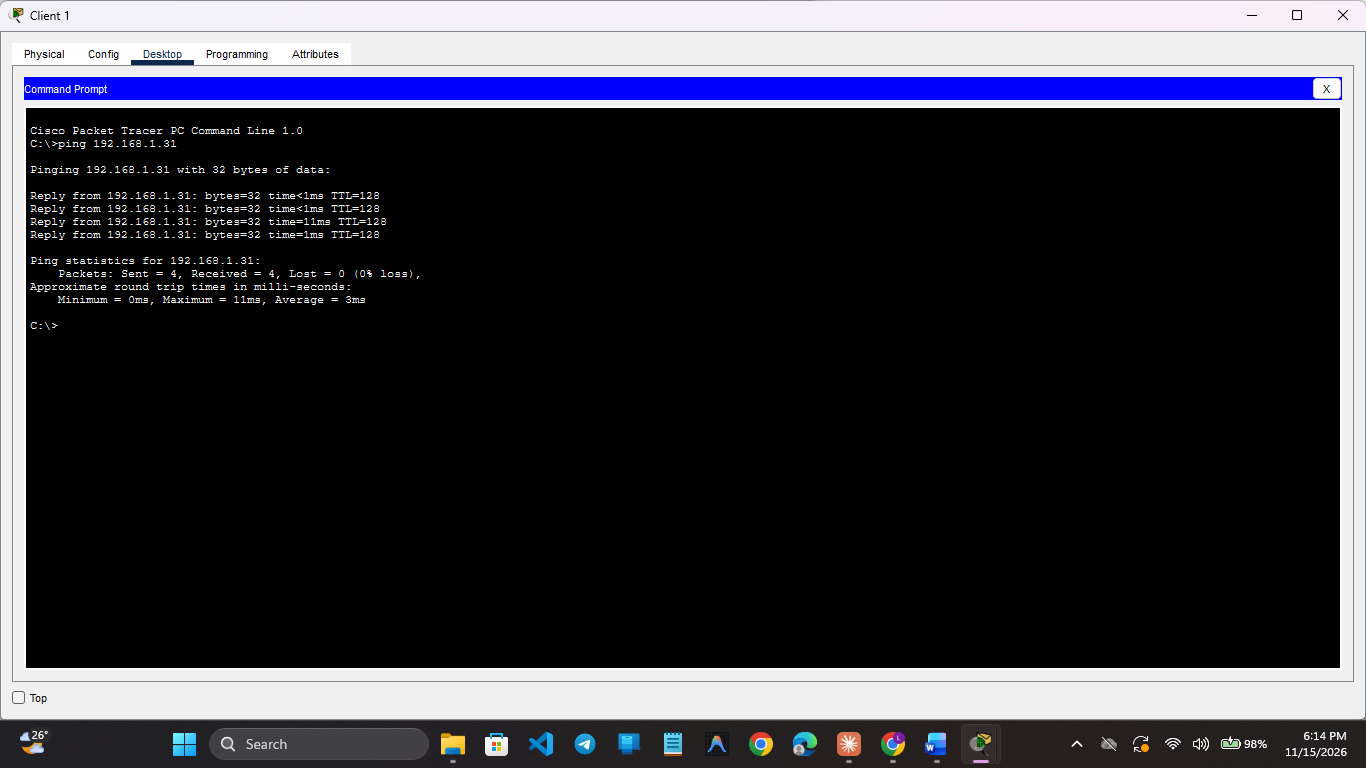 Client 1
Physical Config Desktop Programming Attributes
Command Prompt X
Cisco Packet Tracer PC Command Line 1.0
C:\>ping 192.168.1.31
Pinging 192.168.1.31 with 32 bytes of data:
Reply from 192.168.1.31: bytes=32 time<1ms TTL=128
Reply from 192.168.1.31: bytes=32 time<1ms TTL=128
Reply from 192.168.1.31: bytes=32 time=11ms TTL=128
Reply from 192.168.1.31: bytes=32 time=1ms TTL=128
Ping statistics for 192.168.1.31:
Packets: Sent = 4, Received = 4, Lost = 0 (0% loss),
Approximate round trip times in milli-seconds:
Minimum = 0ms, Maximum = 11ms, Average = 3ms
C:\>
Top
26°
Search
L
W
98%
6:14 PM
11/15/2026